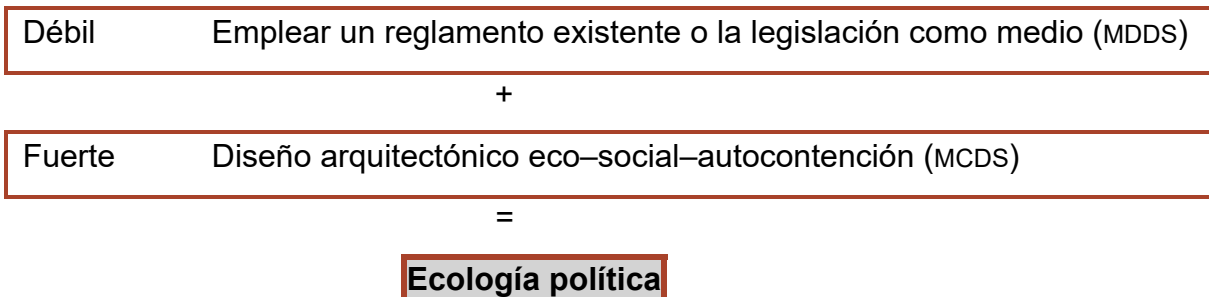 Débil Emplear un reglamento existente o la legislación como medio (MDDS)
+
Fuerte Diseño arquitectónico eco–social–autocontención (MCDS)
=
Ecología política